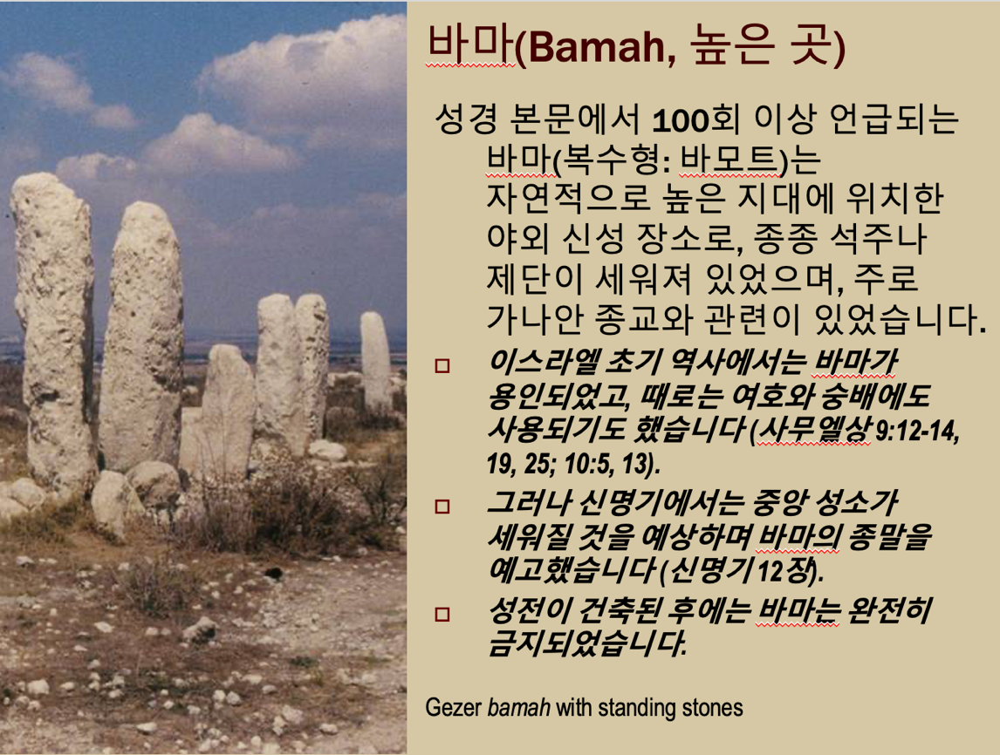 바마(Bamah, 높은 곳)
성경 본문에서 100회 이상 언급되는
바마(복수형: 바모트)는
자연적으로 높은 지대에 위치한
야외 신성 장소로, 종종 석주나
제단이 세워져 있었으며, 주로
가나안 종교와 관련이 있었습니다.
이스라엘 초기 역사에서는 바마가
용인되었고, 때로는 여호와 숭배에도
사용되기도 했습니다 (사무엘상 9:12-14,
19, 25; 10:5, 13).
그러나 신명기에서는 중앙 성소가
세워질 것을 예상하며 바마의 종말을
예고했습니다 (신명기 12장).
성전이 건축된 후에는 바마는 완전히
금지되었습니다.
Gezer bamah with standing stones